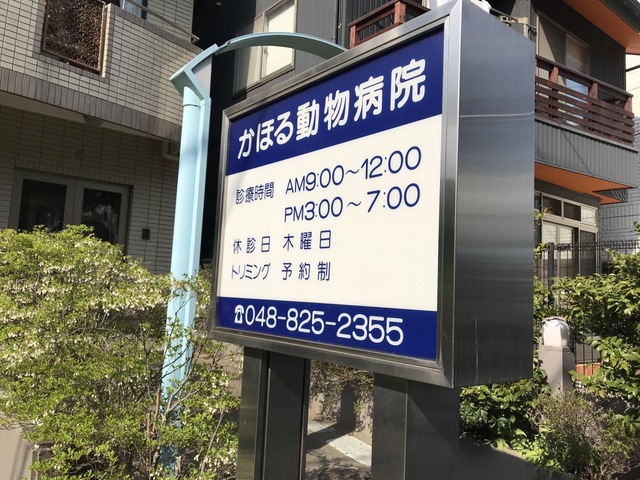 かほる動物病院
診療時間 AM9:00～12:00
PM3:00～7:00
休診日 木曜日
トリミング 予約制
☎048-825-2355